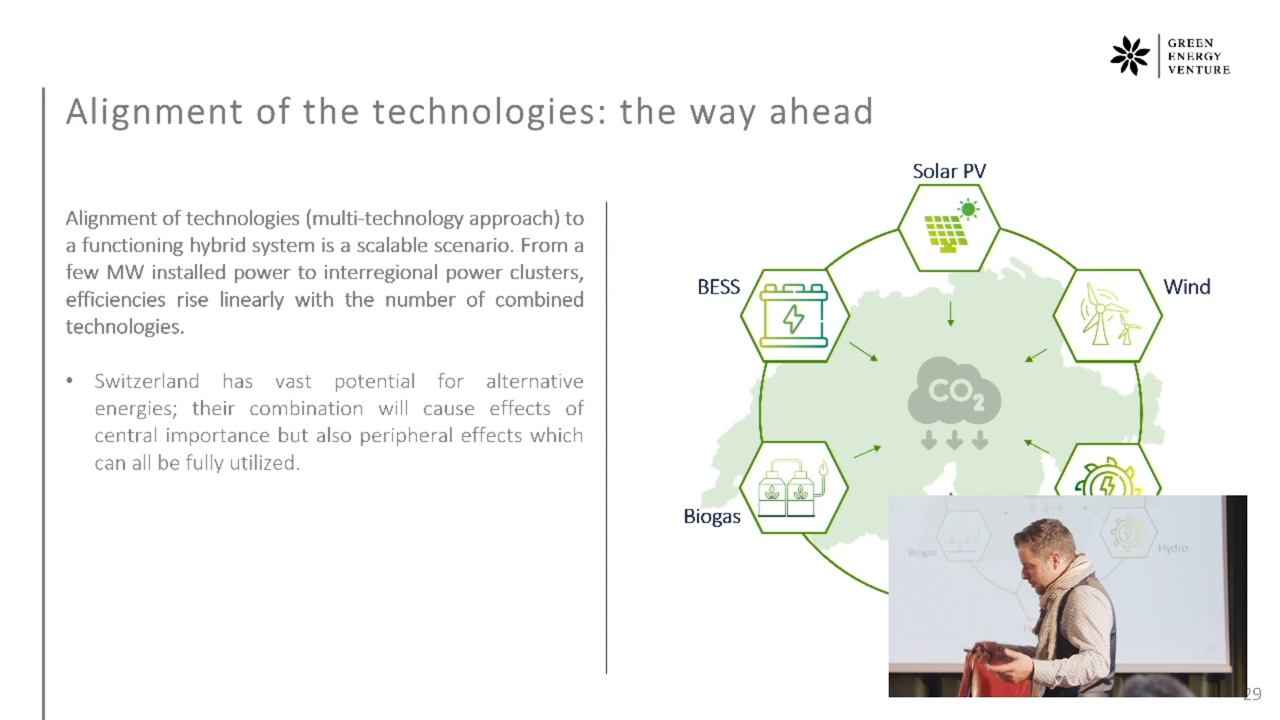 GREEN
ENERGY
VENTURE
Alignment of the technologies: the way ahead
Alignment of technologies (multi-technology approach) to
a functioning hybrid system is a scalable scenario. From a
few MW installed power to interregional power clusters,
efficiencies rise linearly with the number of combined
technologies.
• Switzerland has vast potential for alternative
energies; their combination will cause effects of
central importance but also peripheral effects which
can all be fully utilized.
Solar PV
BESS
Wind
CO2
Biogas
Biogas
Hydro
29